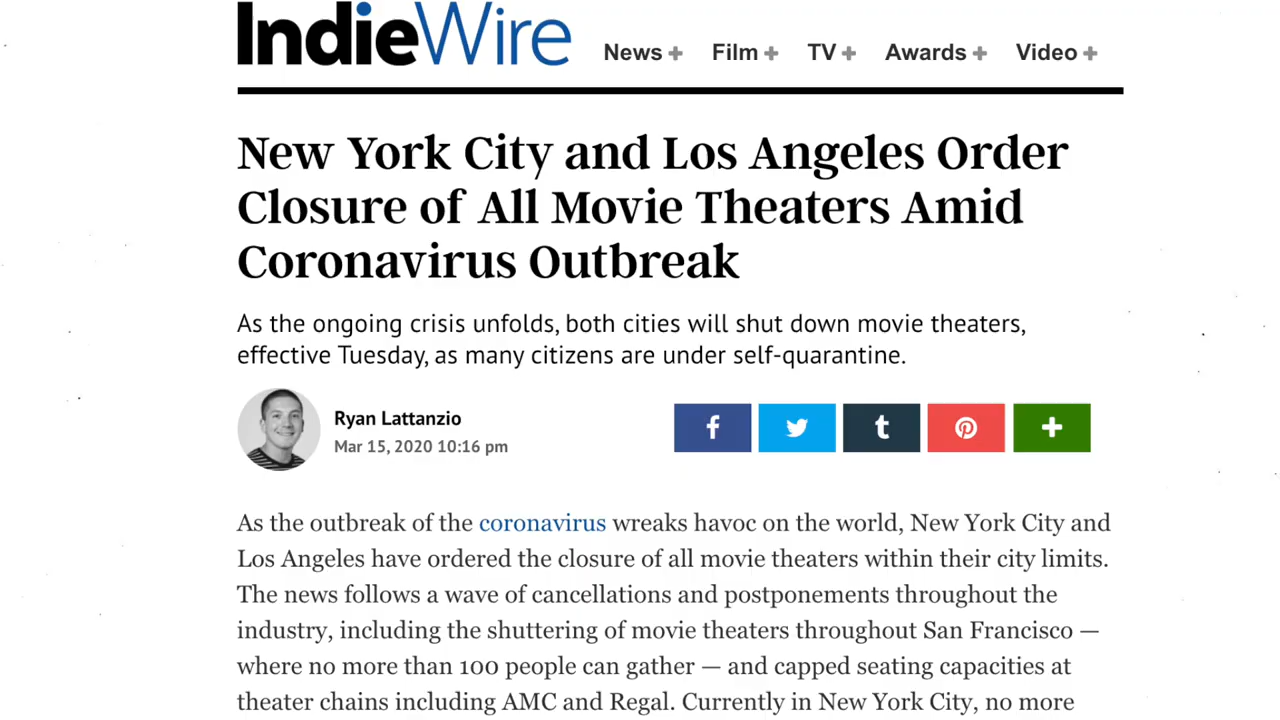 IndieWire
News + Film + TV + Awards + Video +
New York City and Los Angeles Order
Closure of All Movie Theaters Amid
Coronavirus Outbreak
As the ongoing crisis unfolds, both cities will shut down movie theaters,
effective Tuesday, as many citizens are under self-quarantine.
Ryan Lattanzio
Mar 15, 2020 10:16 pm
As the outbreak of the coronavirus wreaks havoc on the world, New York City and
Los Angeles have ordered the closure of all movie theaters within their city limits.
The news follows a wave of cancellations and postponements throughout the
industry, including the shuttering of movie theaters throughout San Francisco —
where no more than 100 people can gather — and capped seating capacities at
theater chains including AMC and Regal. Currently in New York City, no more